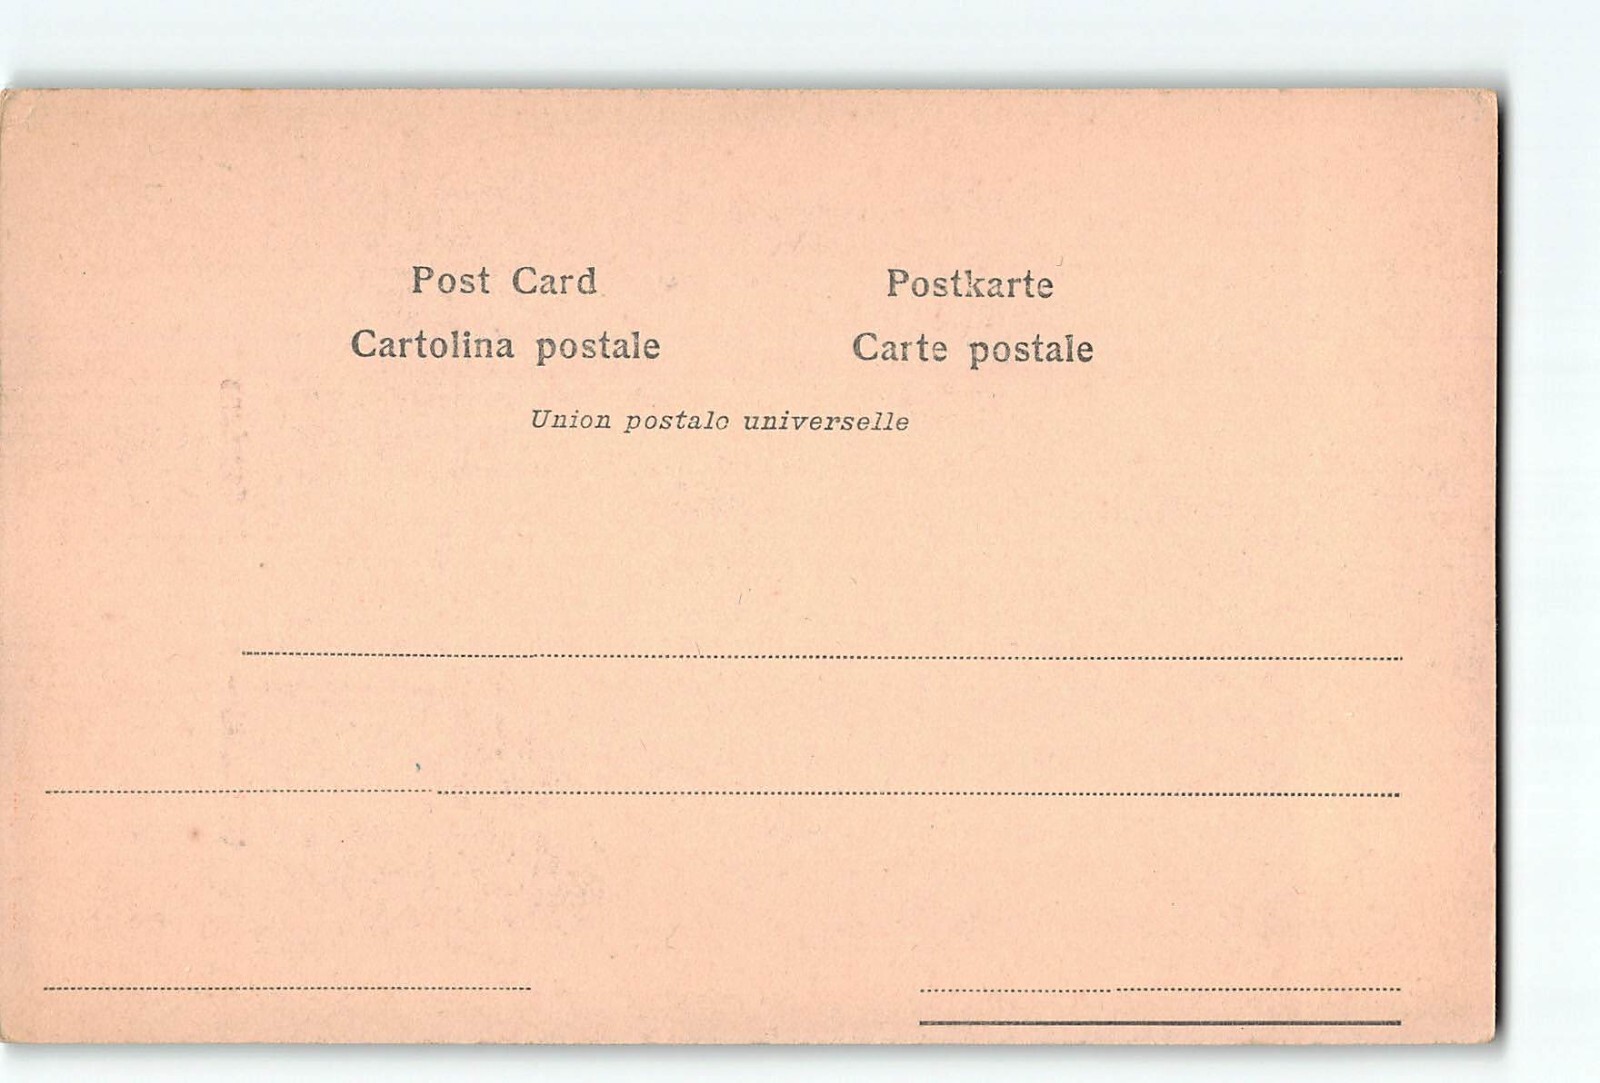 Post Card
Postkarte
Cartolina postale
Carte postale
Union postalo universelle